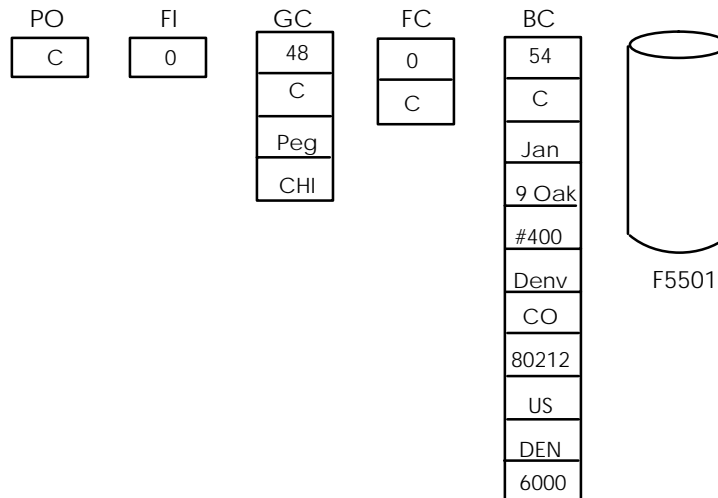 PO FI GC FC BC
C 0 48 0 54
C C C
Peg Jan
CHI 9 Oak
#400
Denv F5501
CO
80212
US
DEN
6000